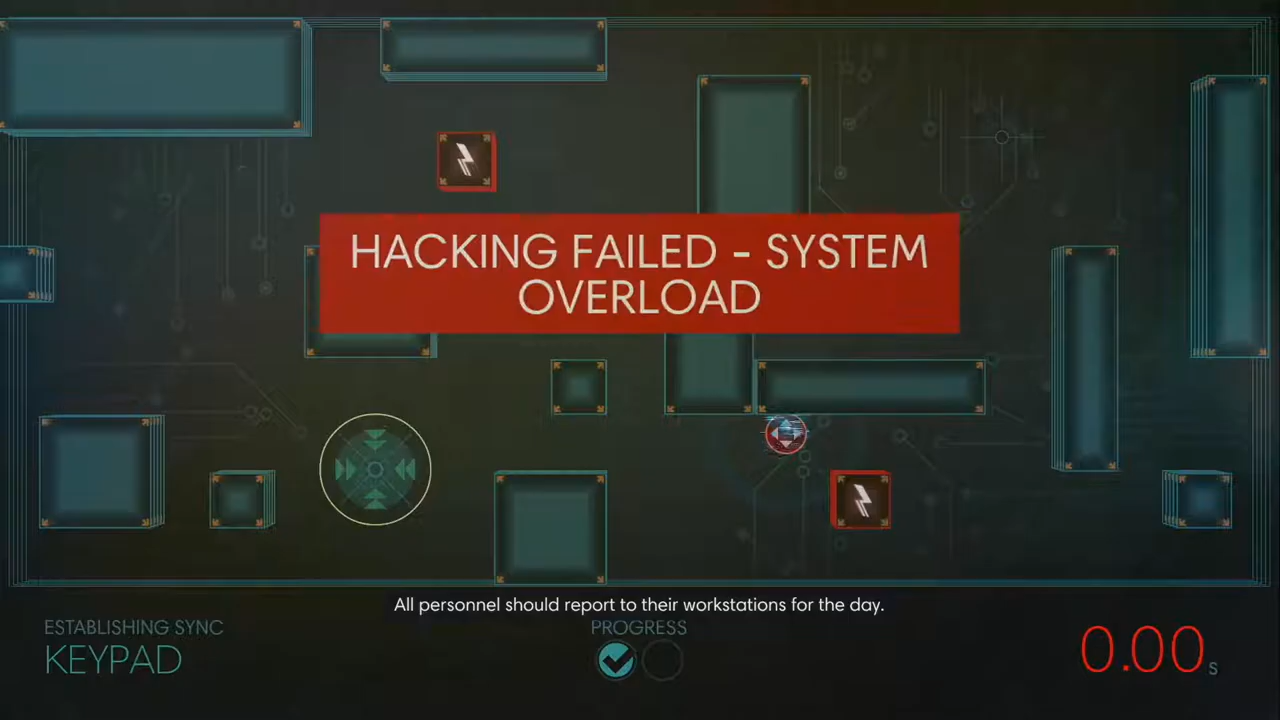 HACKING FAILED - SYSTEM
OVERLOAD
All personnel should report to their workstations for the day.
ESTABLISHING SYNC
KEYPAD
PROGRESS
0.00s